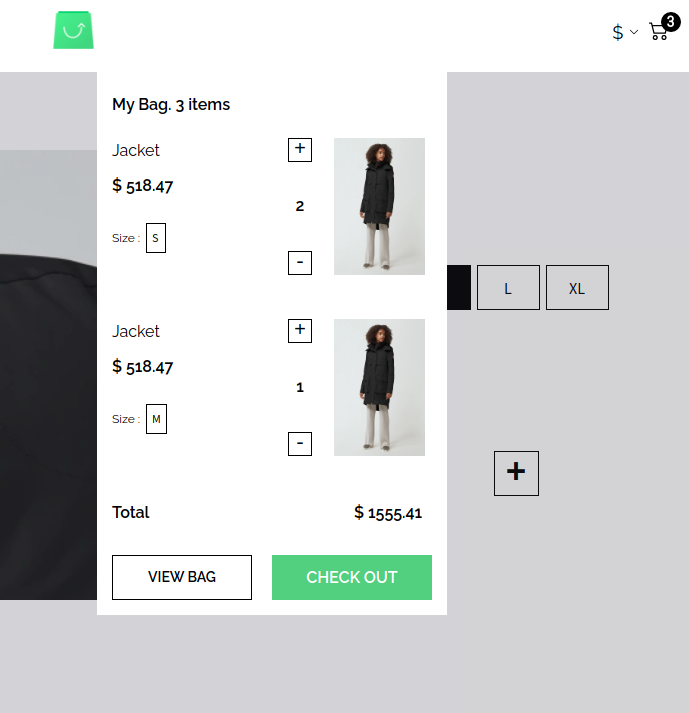 $ 3
My Bag. 3 items
Jacket +
$ 518.47
2
Size : S
-
L XL
Jacket +
$ 518.47
1
Size : M
-
+
Total $ 1555.41
VIEW BAG CHECK OUT